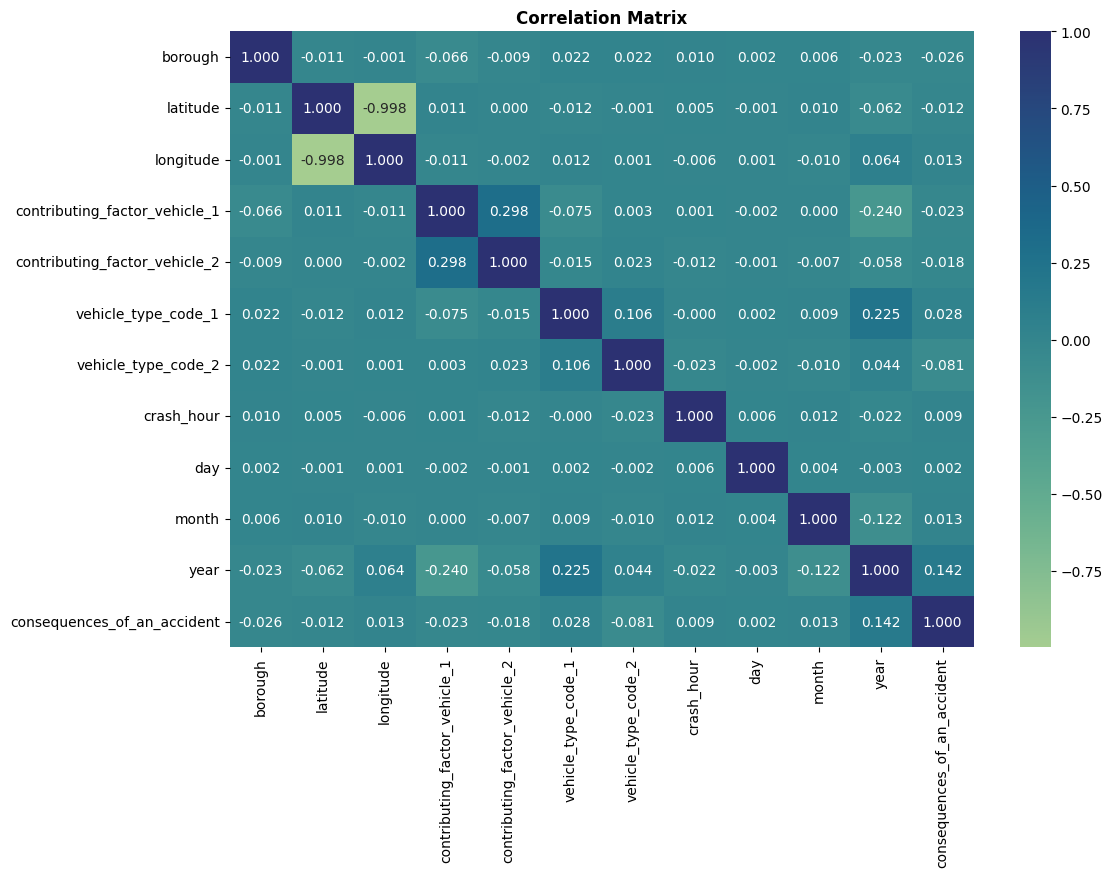 Correlation Matrix
borough 1.000 -0.011 -0.001 -0.066 -0.009 0.022 0.022 0.010 0.002 0.006 -0.023 -0.026
latitude -0.011 1.000 -0.998 0.011 0.000 -0.012 -0.001 0.005 -0.001 0.010 -0.062 -0.012
longitude -0.001 -0.998 1.000 -0.011 -0.002 0.012 0.001 -0.006 0.001 -0.010 0.064 0.013
contributing_factor_vehicle_1 -0.066 0.011 -0.011 1.000 0.298 -0.075 0.003 0.001 -0.002 0.000 -0.240 -0.023
contributing_factor_vehicle_2 -0.009 0.000 -0.002 0.298 1.000 -0.015 0.023 -0.012 -0.001 -0.007 -0.058 -0.018
vehicle_type_code_1 0.022 -0.012 0.012 -0.075 -0.015 1.000 0.106 -0.000 0.002 0.009 0.225 0.028
vehicle_type_code_2 0.022 -0.001 0.001 0.003 0.023 0.106 1.000 -0.023 -0.002 -0.010 0.044 -0.081
crash_hour 0.010 0.005 -0.006 0.001 -0.012 -0.000 -0.023 1.000 0.006 0.012 -0.022 0.009
day 0.002 -0.001 0.001 -0.002 -0.001 0.002 -0.002 0.006 1.000 0.004 -0.003 0.002
month 0.006 0.010 -0.010 0.000 -0.007 0.009 -0.010 0.012 0.004 1.000 -0.122 0.013
year -0.023 -0.062 0.064 -0.240 -0.058 0.225 0.044 -0.022 -0.003 -0.122 1.000 0.142
consequences_of_an_accident -0.026 -0.012 0.013 -0.023 -0.018 0.028 -0.081 0.009 0.002 0.013 0.142 1.000
borough
latitude
longitude
contributing_factor_vehicle_1
contributing_factor_vehicle_2
vehicle_type_code_1
vehicle_type_code_2
crash_hour
day
month
year
consequences_of_an_accident
1.00
0.75
0.50
0.25
0.00
−0.25
−0.50
−0.75